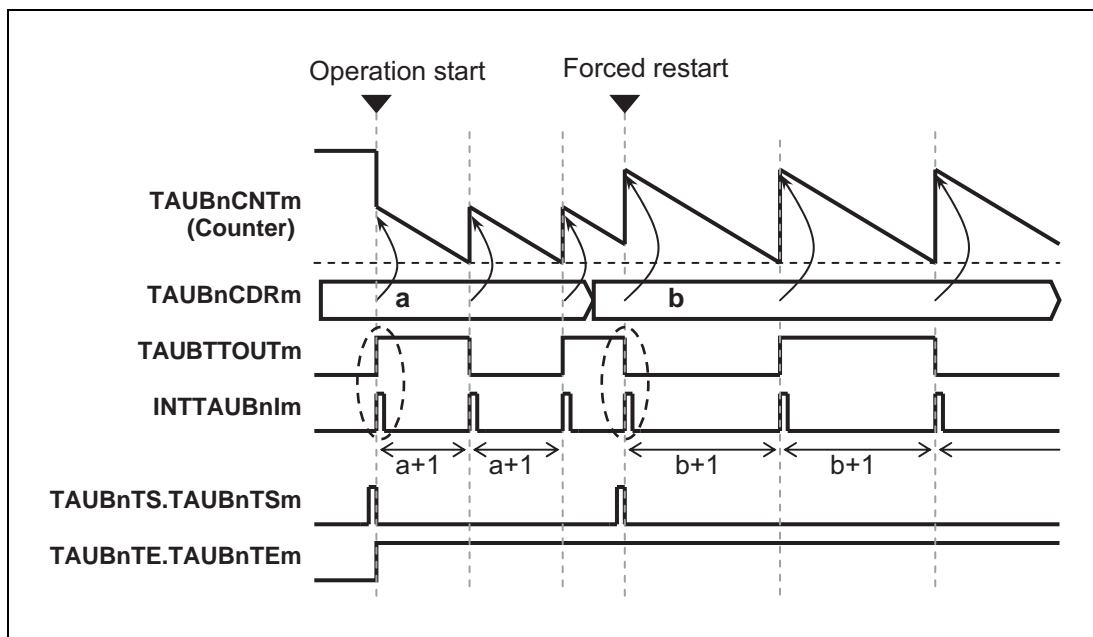 Operation start
Forced restart
TAUBnCNTm
(Counter)
TAUBnCDRm
a
b
TAUBTTOUTm
INTTAUBnIm
a+1
a+1
b+1
b+1
TAUBnTS.TAUBnTSm
TAUBnTE.TAUBnTEm